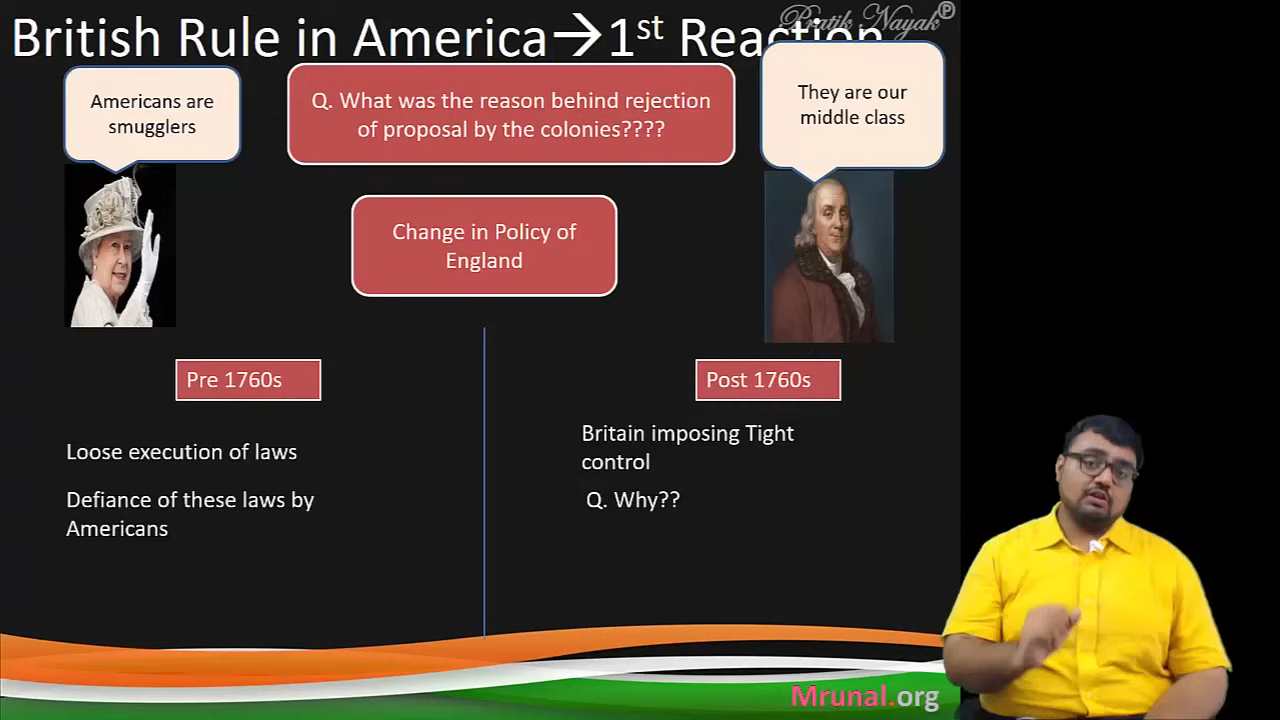 Pratik Nayak
British Rule in America→1st Reaction
Americans are
smugglers
Q. What was the reason behind rejection
of proposal by the colonies????
They are our
middle class
Change in Policy of
England
Pre 1760s
Loose execution of laws
Defiance of these laws by
Americans
Post 1760s
Britain imposing Tight
control
Q. Why??
Mrunal.org